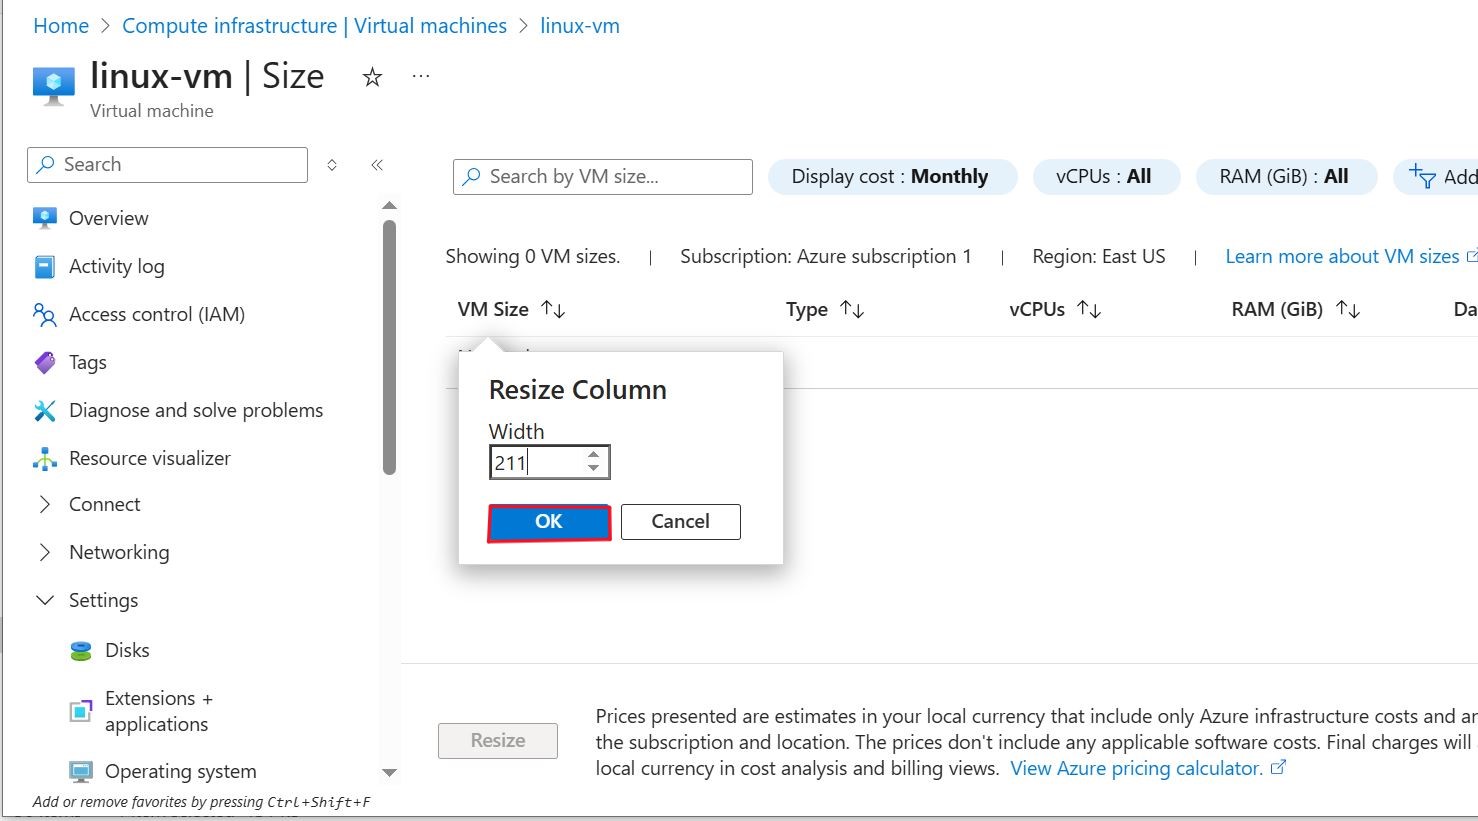 Home > Compute infrastructure | Virtual machines > linux-vm
linux-vm | Size
Virtual machine
Search
Search by VM size...
Display cost : Monthly
vCPUs : All
RAM (GiB) : All
Add
Overview
Activity log
Access control (IAM)
Tags
Diagnose and solve problems
Resource visualizer
Connect
Networking
Settings
Disks
Extensions +
applications
Operating system
Add or remove favorites by pressing Ctrl+Shift+F
Showing 0 VM sizes. | Subscription: Azure subscription 1 | Region: East US | Learn more about VM sizes
VM Size Type vCPUs RAM (GiB) Da
Resize Column
Width
211
OK Cancel
Resize
Prices presented are estimates in your local currency that include only Azure infrastructure costs and
the subscription and location. The prices don't include any applicable software costs. Final charges will
local currency in cost analysis and billing views. View Azure pricing calculator.